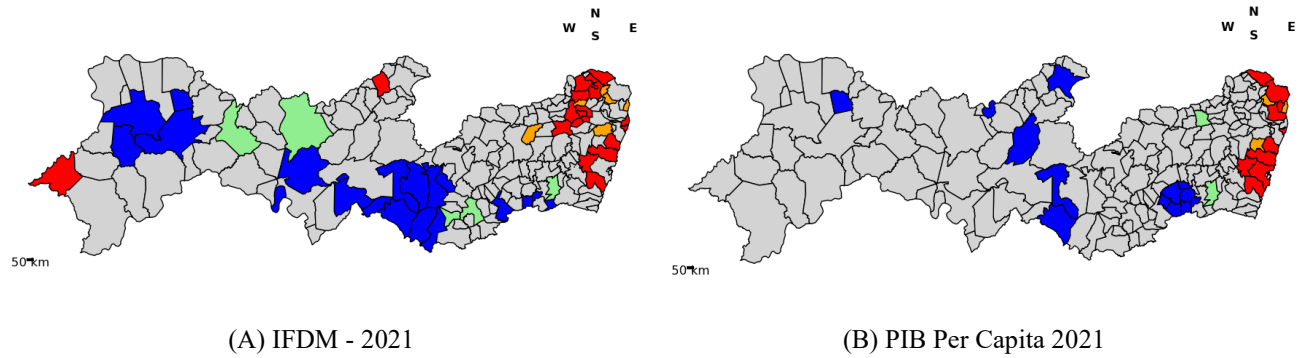 N
W E
S
N
W E
S
50 km
50 km
(A) IFDM - 2021
(B) PIB Per Capita 2021